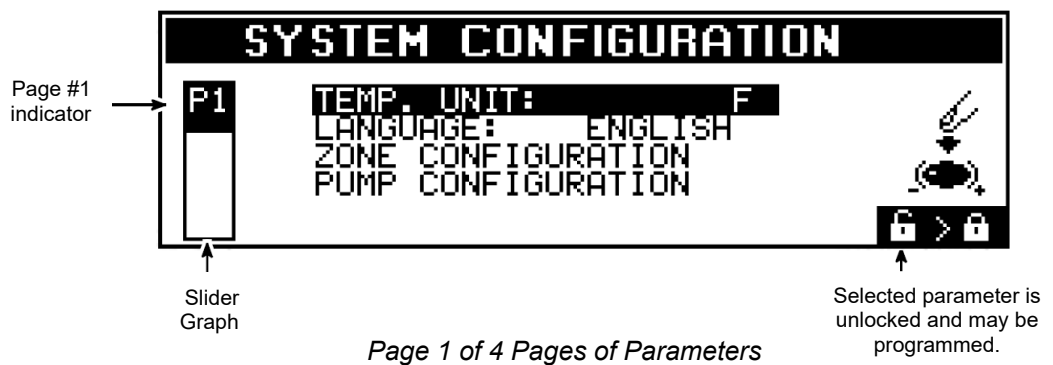 SYSTEM CONFIGURATION
Page #1
indicator
P1
TEMP. UNIT: F
LANGUAGE: ENGLISH
ZONE CONFIGURATION
PUMP CONFIGURATION
Slider
Graph
Selected parameter is
unlocked and may be
programmed.
Page 1 of 4 Pages of Parameters